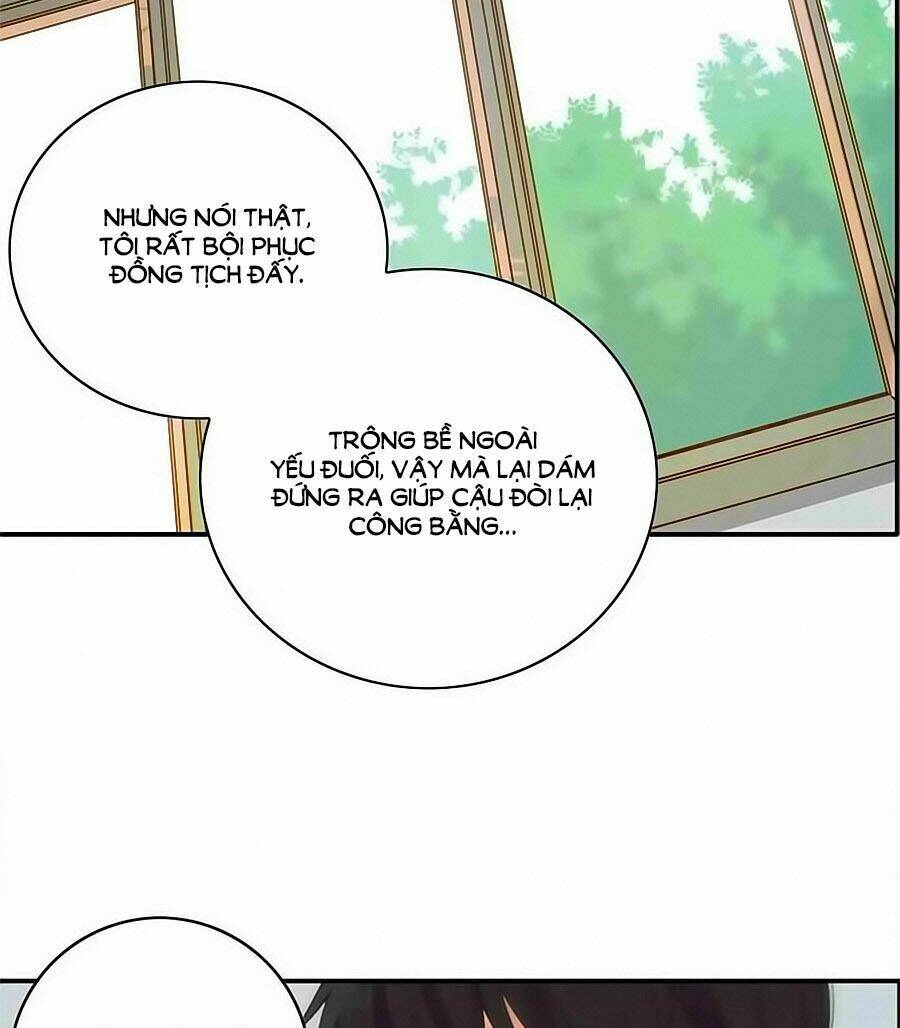 NHƯNG NÓI THẬT,
TÔI RẤT BỘI PHỤC
ĐỒNG TỊCH ĐẤY.
TRÔNG BỀ NGOÀI
YẾU ĐUỐI, VẬY MÀ LẠI DÁM
ĐỨNG RA GIÚP CẬU ĐÒI LẠI
CÔNG BẰNG...